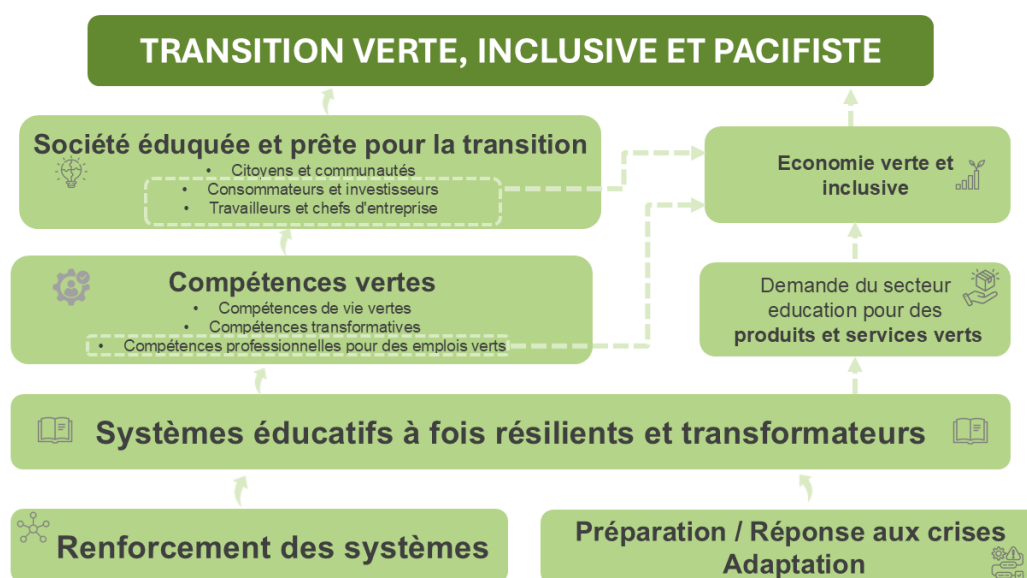 TRANSITION VERTE, INCLUSIVE ET PACIFISTE
Société éduquée et prête pour la transition
• Citoyens et communautés
• Consommateurs et investisseurs
• Travailleurs et chefs d'entreprise
Economie verte et
inclusive
Compétences vertes
• Compétences de vie vertes
• Compétences transformatives
• Compétences professionnelles pour des emplois verts
Demande du secteur
education pour des
produits et services verts
Systèmes éducatifs à fois résilients et transformateurs
Renforcement des systèmes
Préparation / Réponse aux crises
Adaptation